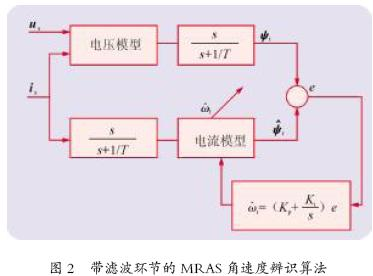 u_s
电压模型
s
s+1/T
ψ_r
i_s
ω̂_r
e
s
s+1/T
电流模型
ψ̂_r
ω̂_r=(K_p+K_i/s) e
图 2 带滤波环节的 MRAS 角速度辨识算法